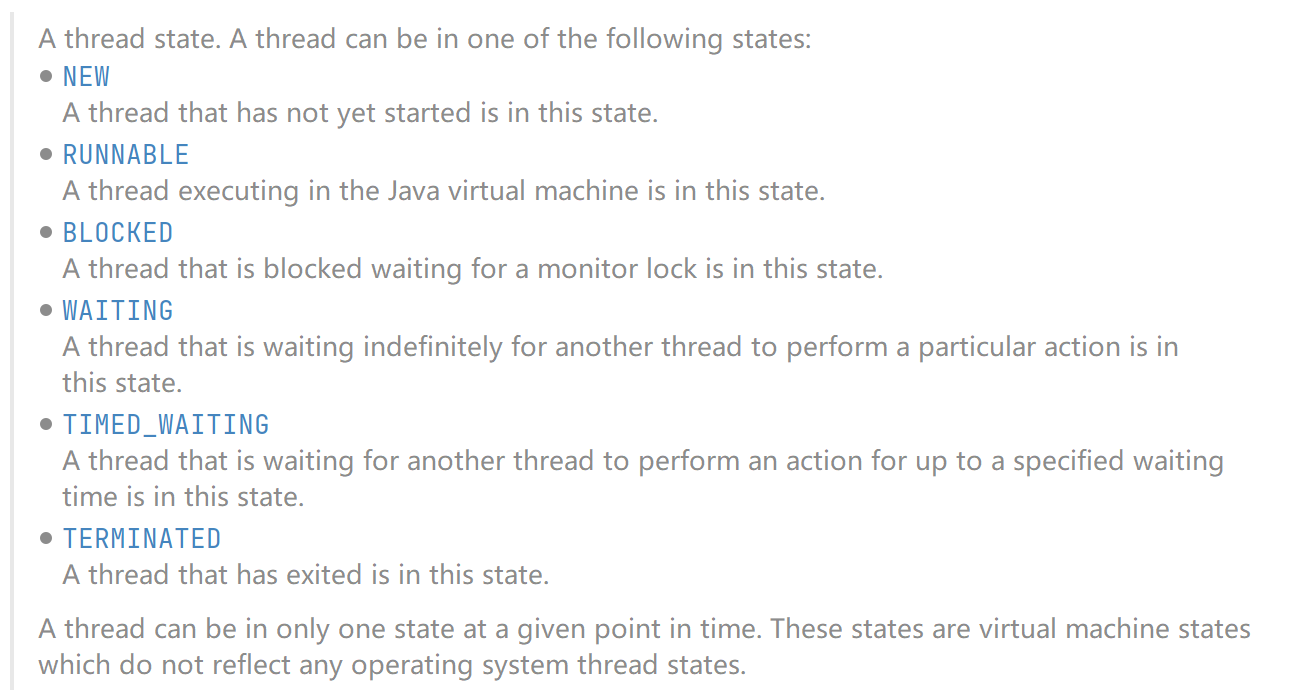 A thread state. A thread can be in one of the following states:
NEW
A thread that has not yet started is in this state.
RUNNABLE
A thread executing in the Java virtual machine is in this state.
BLOCKED
A thread that is blocked waiting for a monitor lock is in this state.
WAITING
A thread that is waiting indefinitely for another thread to perform a particular action is in
this state.
TIMED_WAITING
A thread that is waiting for another thread to perform an action for up to a specified waiting
time is in this state.
TERMINATED
A thread that has exited is in this state.
A thread can be in only one state at a given point in time. These states are virtual machine states
which do not reflect any operating system thread states.